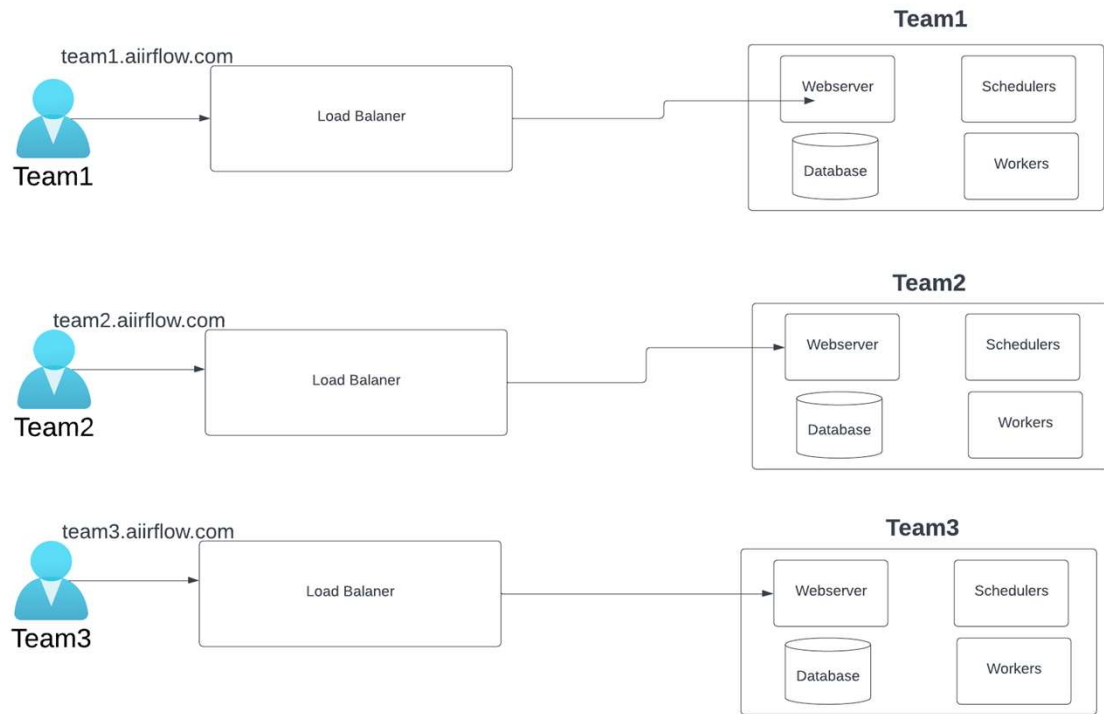 Team1
team1.aiirflow.com
Load Balaner
Webserver
Schedulers
Database
Workers
Team1
Team2
team2.aiirflow.com
Load Balaner
Webserver
Schedulers
Database
Workers
Team2
Team3
team3.aiirflow.com
Load Balaner
Webserver
Schedulers
Database
Workers
Team3